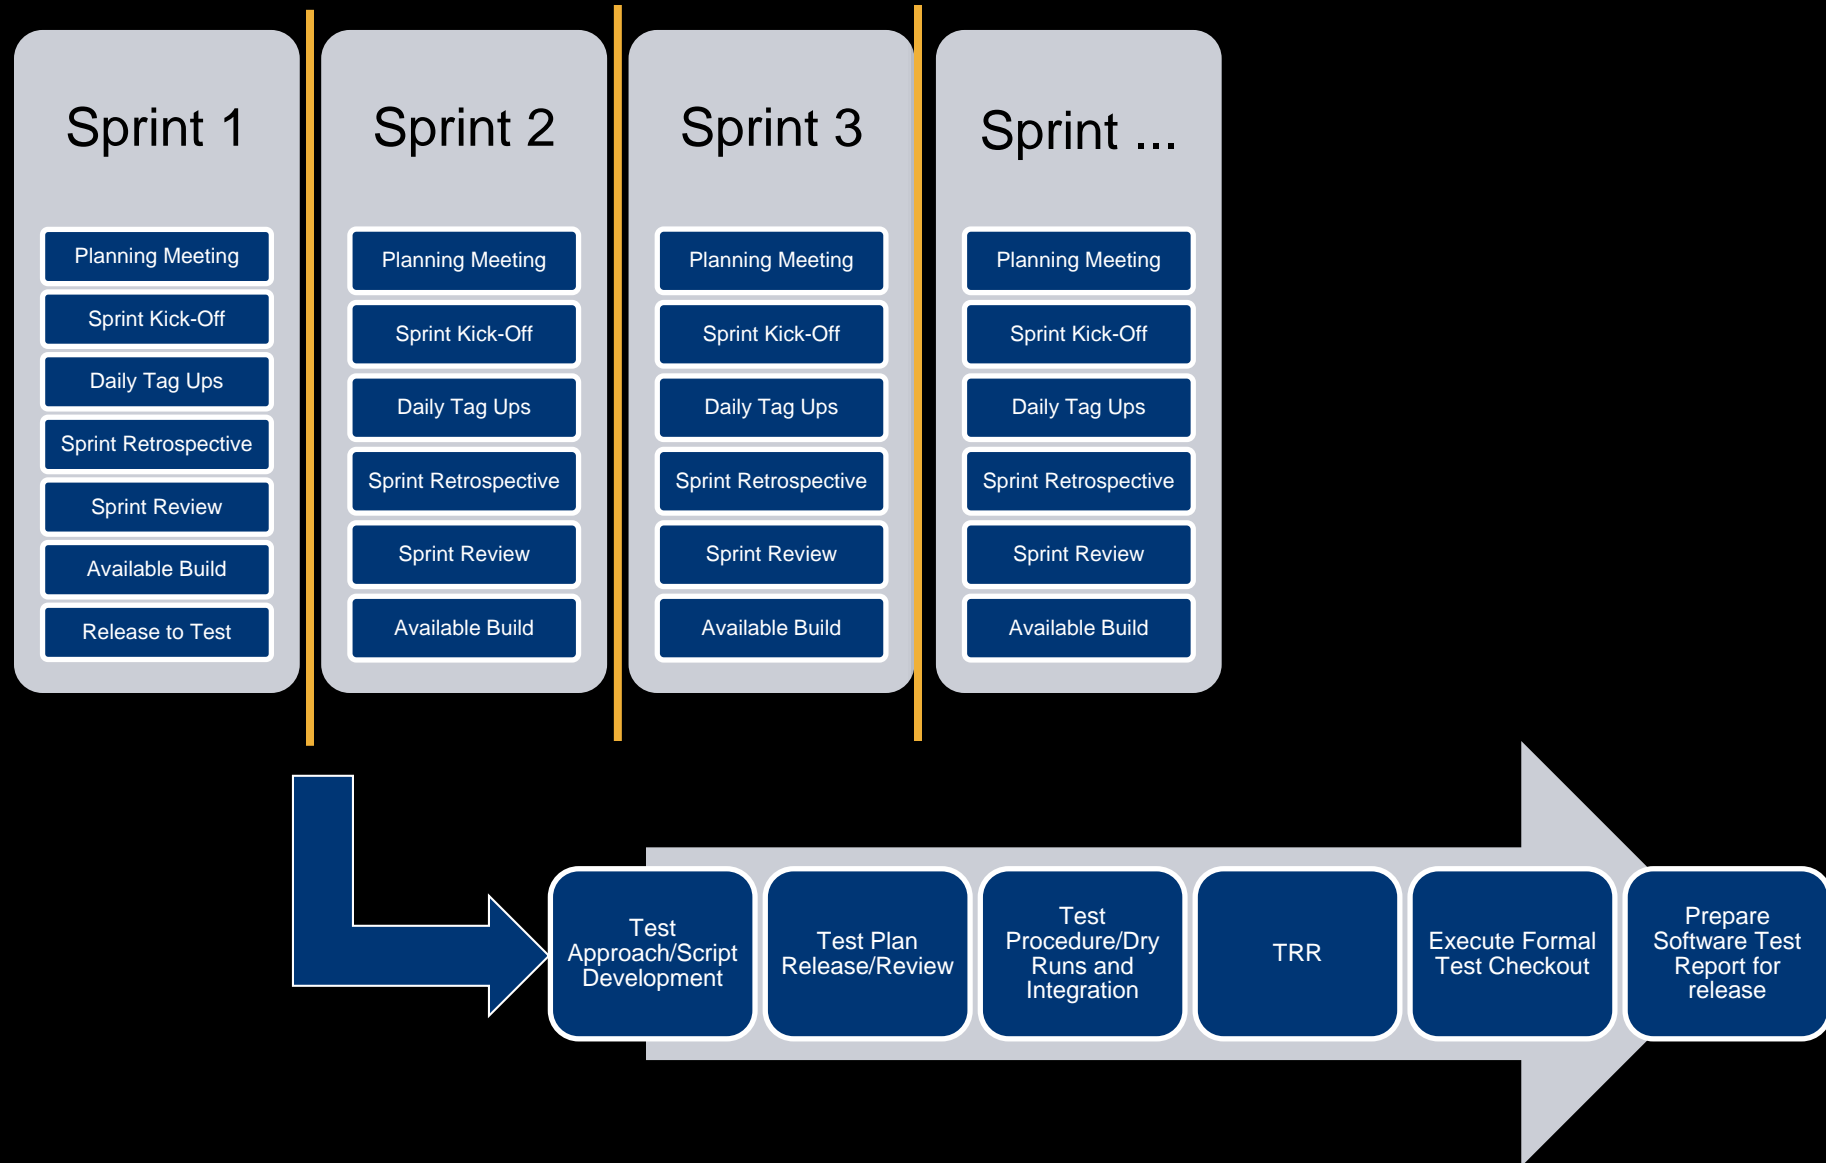 Sprint 1
Planning Meeting
Sprint Kick-Off
Daily Tag Ups
Sprint Retrospective
Sprint Review
Available Build
Release to Test
Sprint 2
Planning Meeting
Sprint Kick-Off
Daily Tag Ups
Sprint Retrospective
Sprint Review
Available Build
Sprint 3
Planning Meeting
Sprint Kick-Off
Daily Tag Ups
Sprint Retrospective
Sprint Review
Available Build
Sprint ...
Planning Meeting
Sprint Kick-Off
Daily Tag Ups
Sprint Retrospective
Sprint Review
Available Build
Test
Approach/Script
Development
Test Plan
Release/Review
Test
Procedure/Dry
Runs and
Integration
TRR
Execute Formal
Test Checkout
Prepare
Software Test
Report for
release